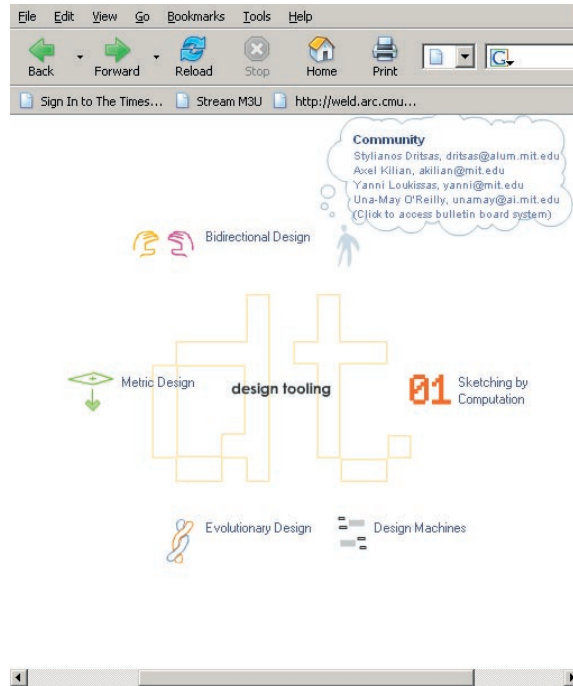 File Edit View Go Bookmarks Tools Help
Back Forward Reload Stop Home Print G
Sign In to The Times... Stream M3U http://weld.arc.cmu...
Community
Stylianos Dritsas, dritsas@alum.mit.edu
Axel Kilian, akilian@mit.edu
Yanni Loukissas, yanni@mit.edu
Una-May O'Reilly, unamay@ai.mit.edu
(Click to access bulletin board system)
Bidirectional Design
dt
Metric Design
design tooling
01 Sketching by
Computation
Evolutionary Design
Design Machines